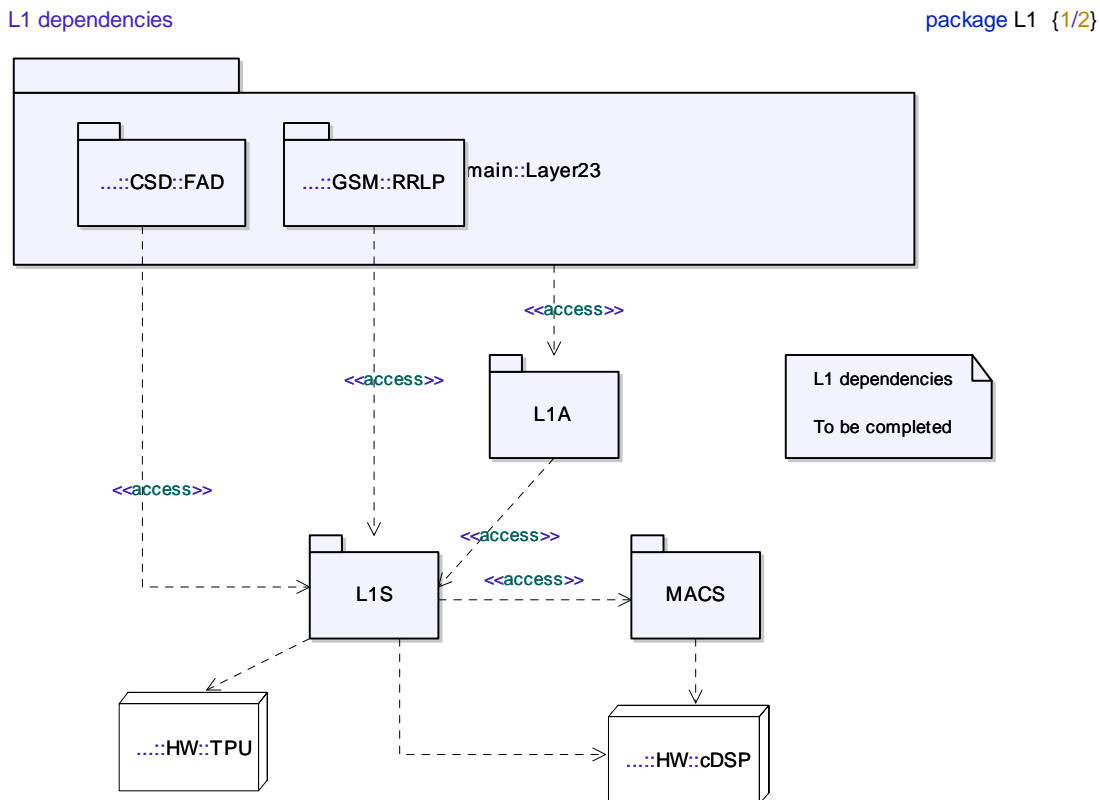 L1 dependencies
package L1 {1/2}
...::CSD::FAD
...::GSM::RRLP
main::Layer23
<<access>>
<<access>>
L1A
L1 dependencies
To be completed
<<access>>
<<access>>
<<access>>
L1S
MACS
...::HW::TPU
...::HW::cDSP